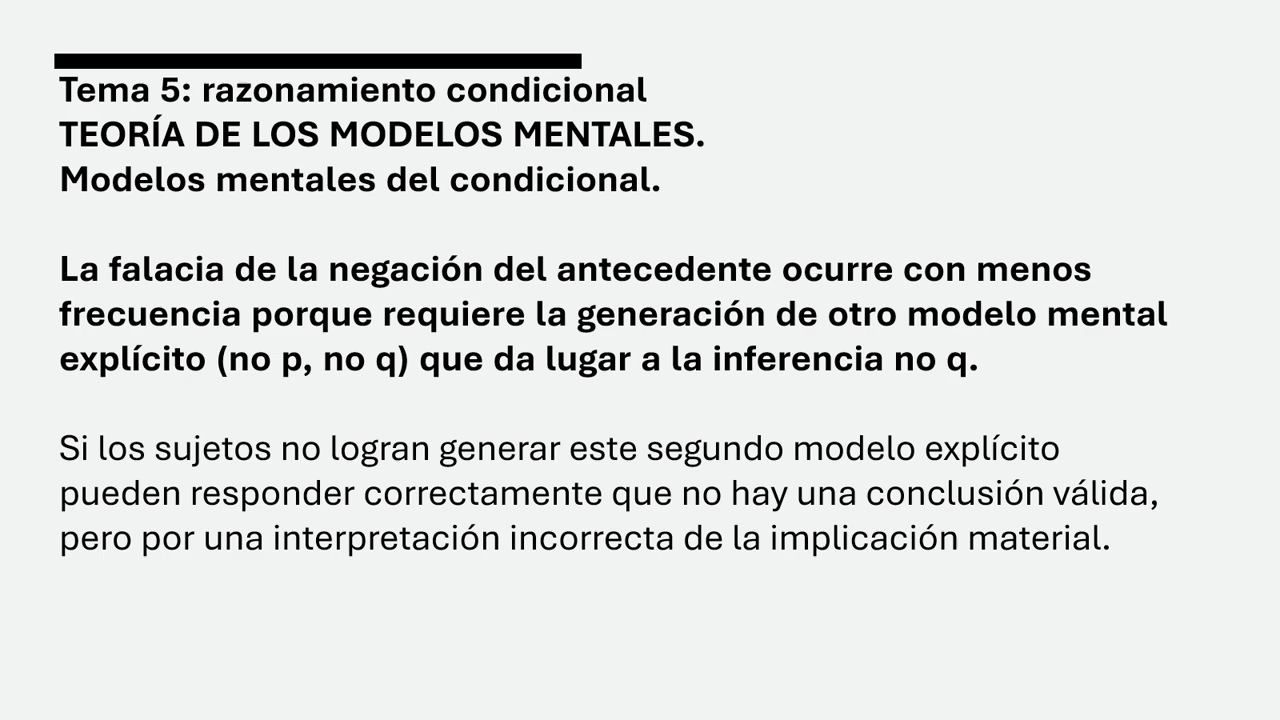 Tema 5: razonamiento condicional
TEORÍA DE LOS MODELOS MENTALES.
Modelos mentales del condicional.
La falacia de la negación del antecedente ocurre con menos
frecuencia porque requiere la generación de otro modelo mental
explícito (no p, no q) que da lugar a la inferencia no q.
Si los sujetos no logran generar este segundo modelo explícito
pueden responder correctamente que no hay una conclusión válida,
pero por una interpretación incorrecta de la implicación material.